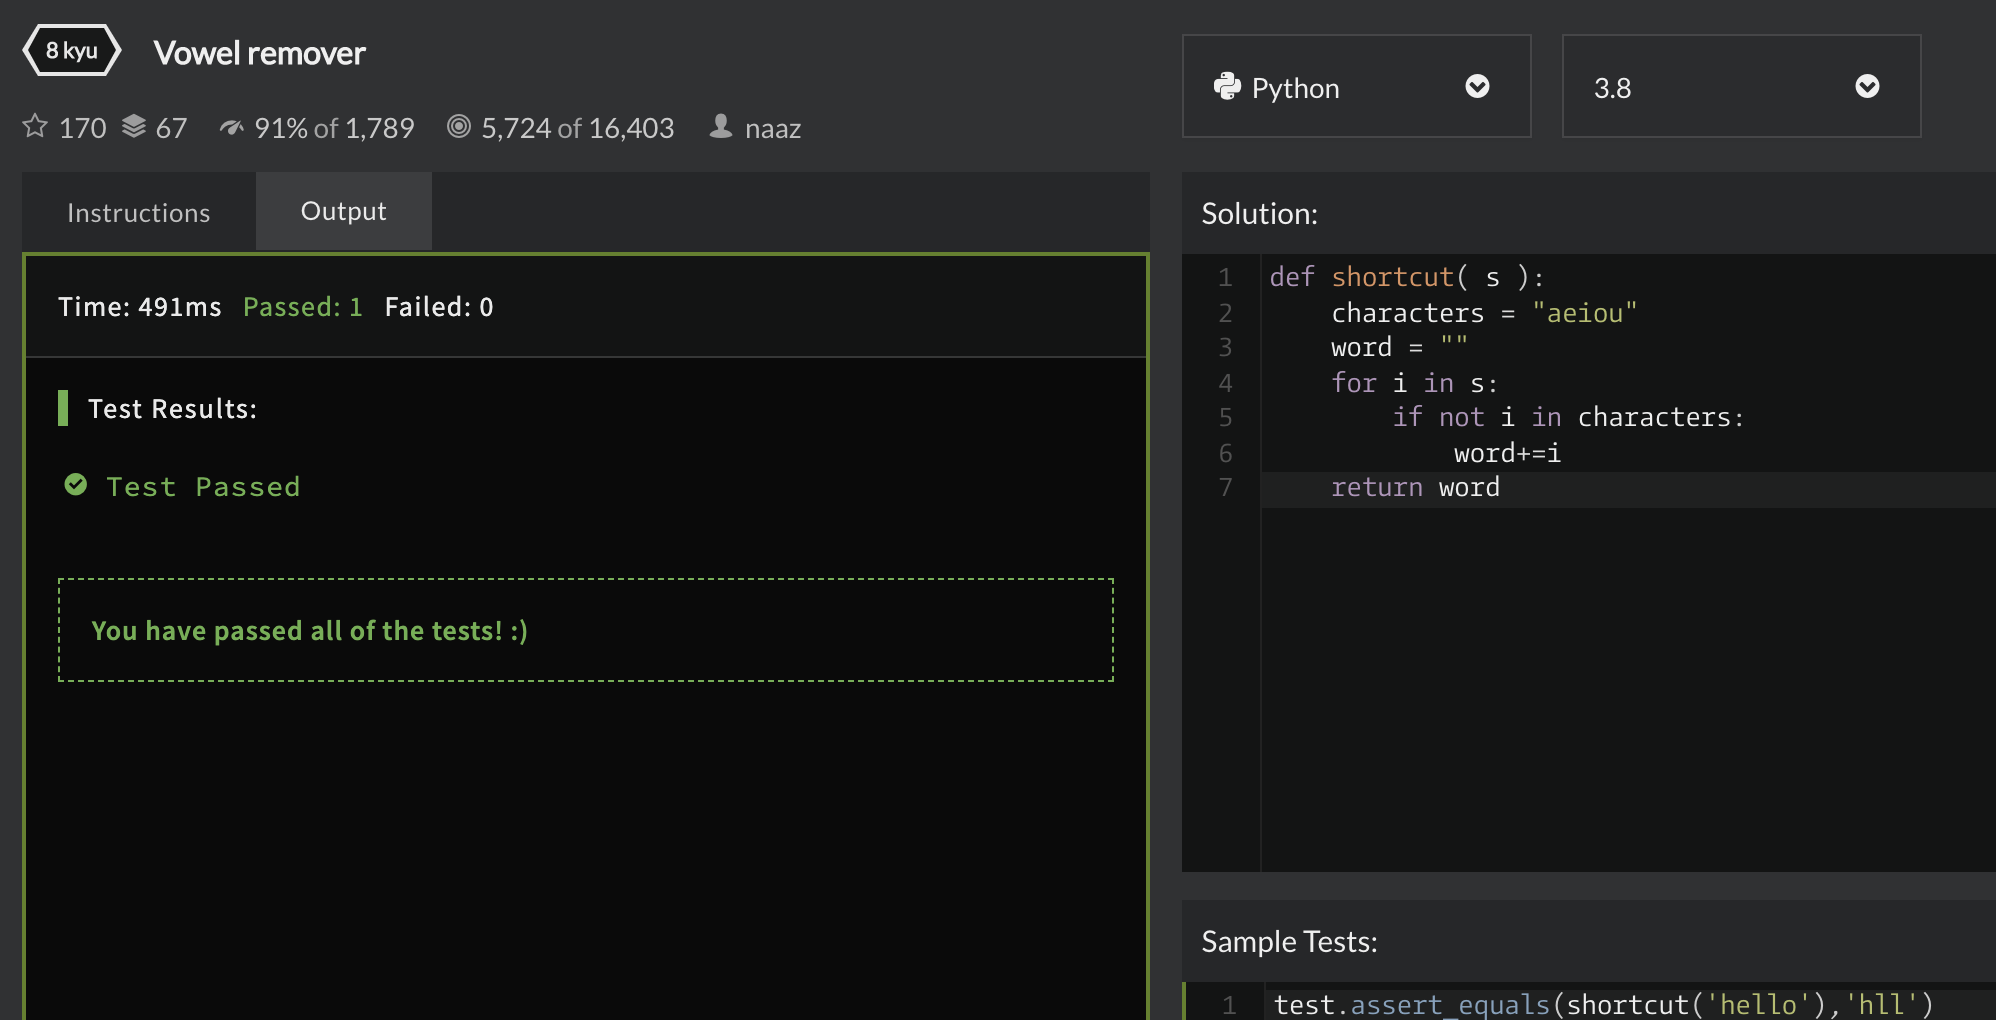 8 kyu Vowel remover
170 67 91% of 1,789 5,724 of 16,403 naaz
Python 3.8
Instructions Output
Time: 491ms Passed: 1 Failed: 0
Test Results:
Test Passed
You have passed all of the tests! :)
Solution:
1 def shortcut( s ):
2     characters = "aeiou"
3     word = ""
4     for i in s:
5         if not i in characters:
6             word+=i
7     return word
Sample Tests:
1 test.assert_equals(shortcut('hello'),'hll')